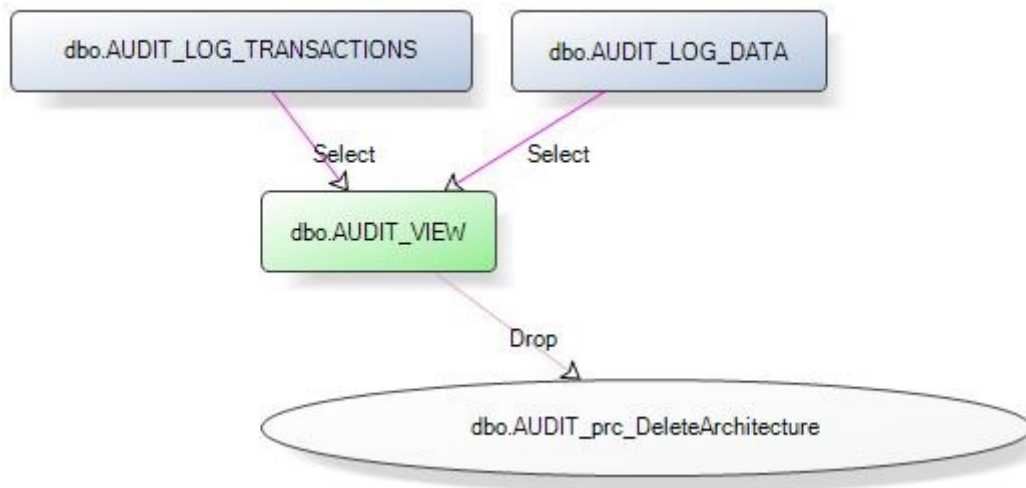 dbo.AUDIT_LOG_TRANSACTIONS
dbo.AUDIT_LOG_DATA
Select
Select
dbo.AUDIT_VIEW
Drop
dbo.AUDIT_prc_DeleteArchitecture